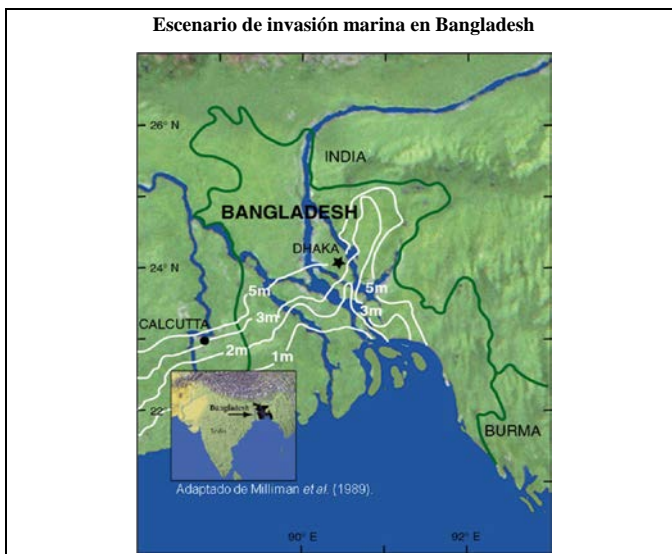 Escenario de invasión marina en Bangladesh
26° N
INDIA
BANGLADESH
DHAKA
24° N
5m
5m
3m
3m
CALCUTTA
2m
1m
22°
Bangladesh
India
BURMA
Adaptado de Milliman et al. (1989).
90° E
92° E